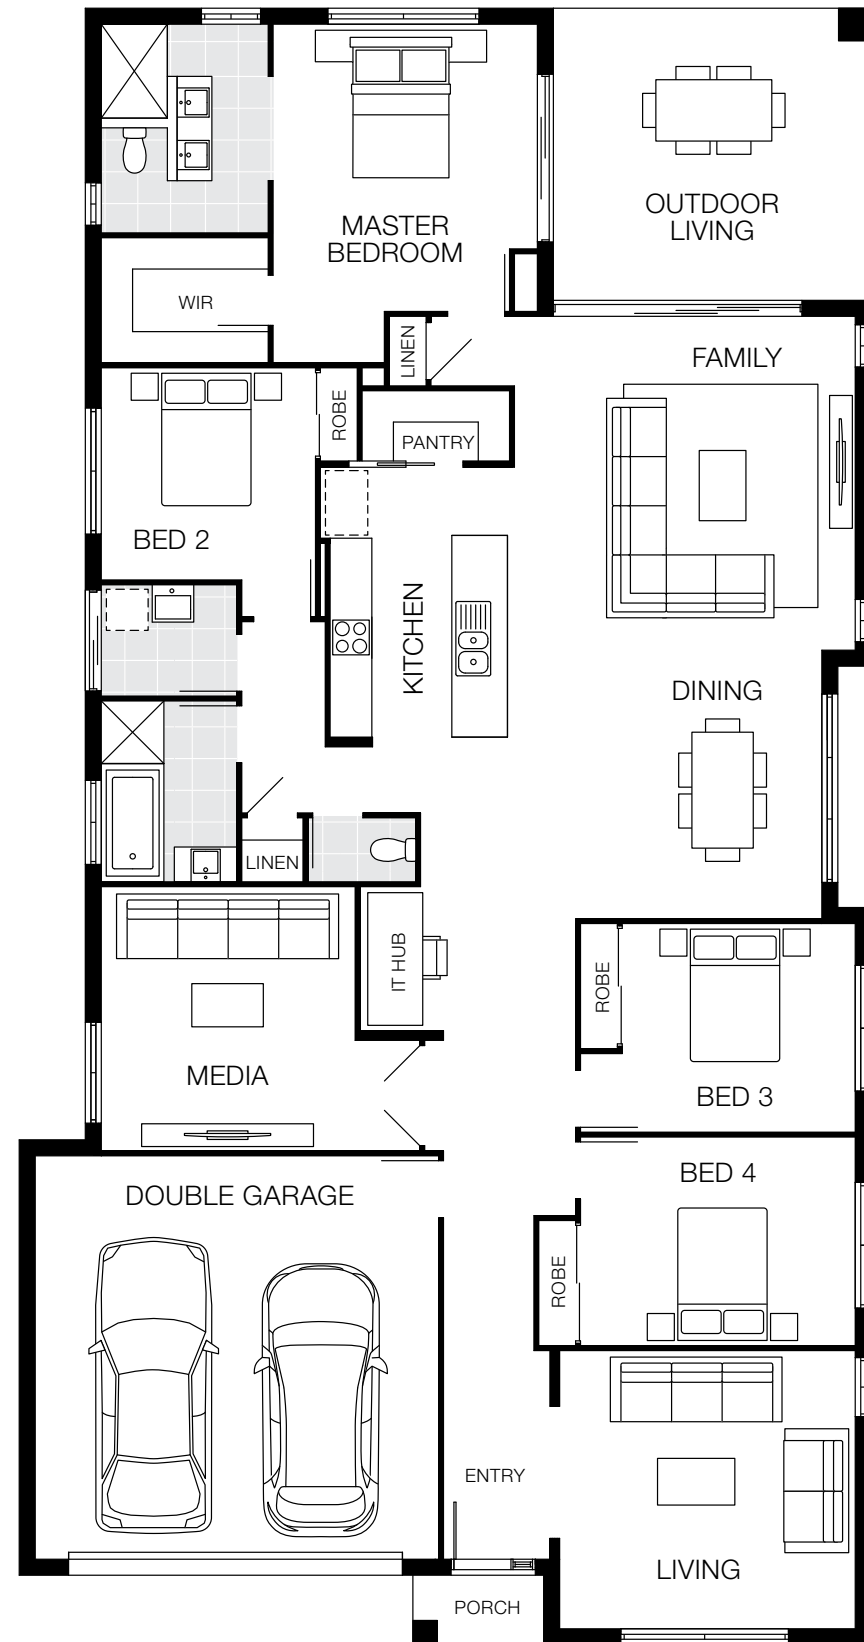 OUTDOOR
LIVING
MASTER
BEDROOM
WIR
LINEN
FAMILY
ROBE
PANTRY
BED 2
KITCHEN
DINING
LINEN
IT HUB
ROBE
MEDIA
BED 3
BED 4
DOUBLE GARAGE
ROBE
ENTRY
LIVING
PORCH